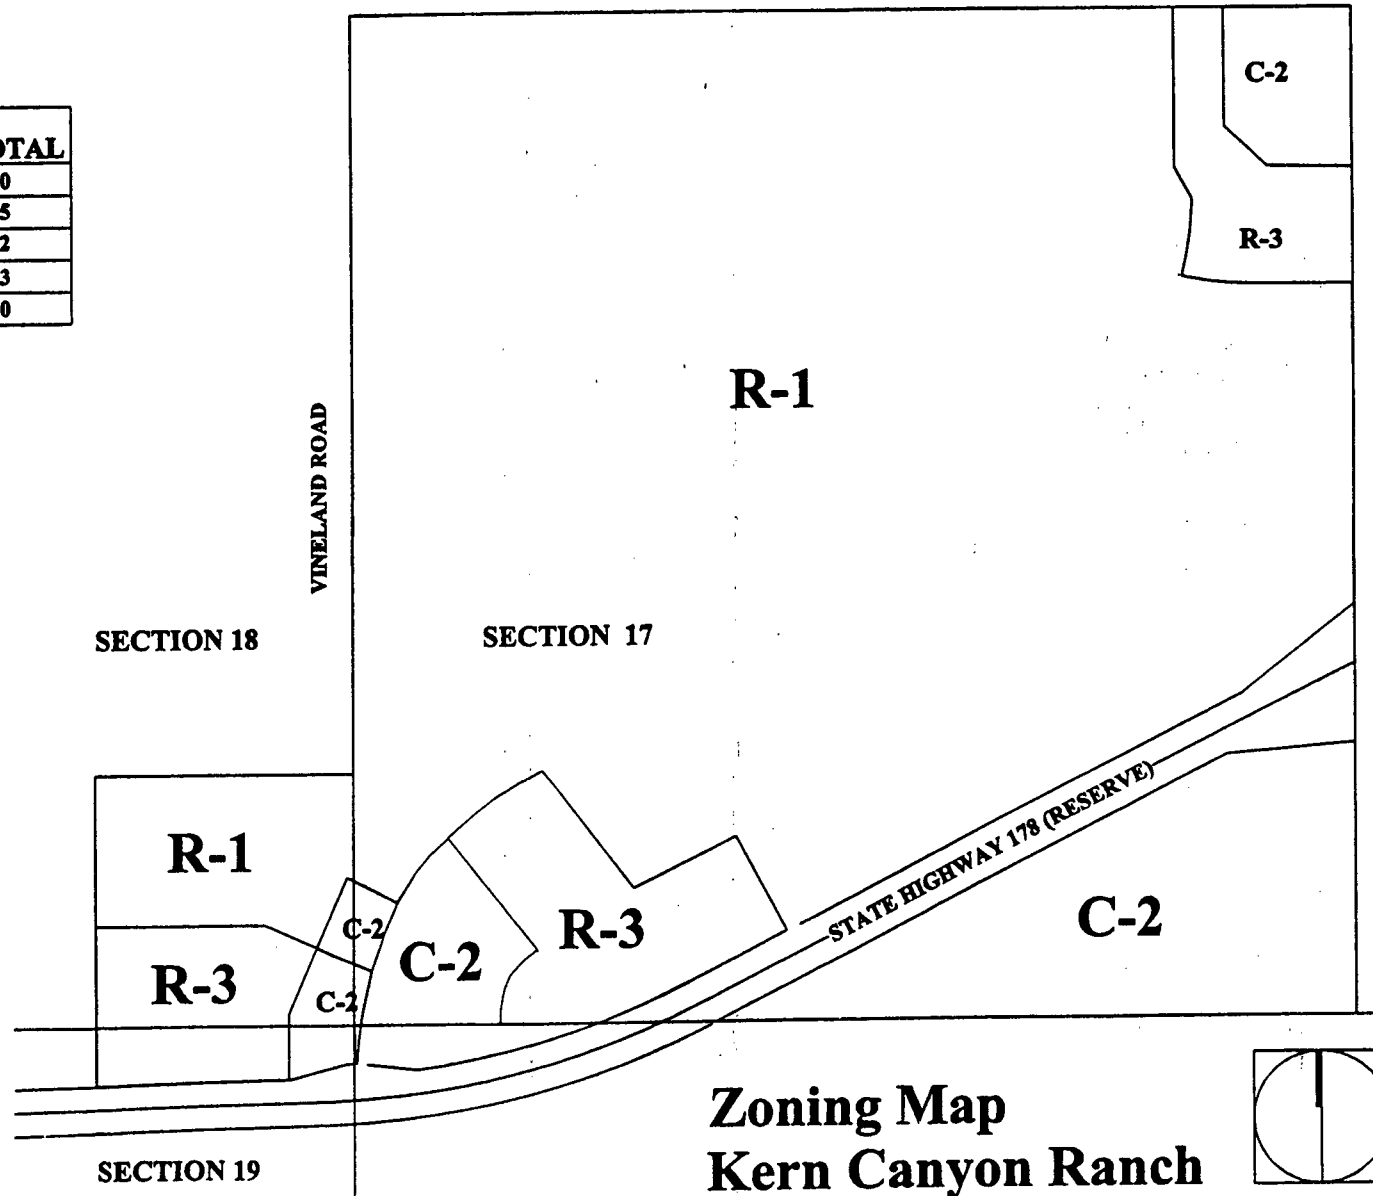 C-2
OTAL
0
5
2
3
0
R-3
R-1
VINELAND ROAD
SECTION 18
SECTION 17
STATE HIGHWAY 178 (RESERVE)
R-1
C-2
R-3
C-2
C-2
R-3
C-2
Zoning Map
Kern Canyon Ranch
SECTION 19